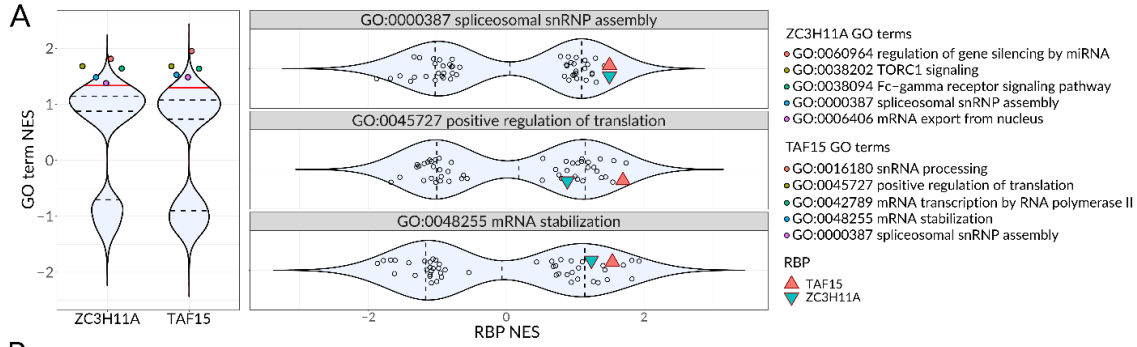 A
GO term NES
2
1
0
−1
−2
ZC3H11A
TAF15
GO:0000387 spliceosomal snRNP assembly
GO:0045727 positive regulation of translation
GO:0048255 mRNA stabilization
−2
0
2
RBP NES
ZC3H11A GO terms
GO:0060964 regulation of gene silencing by miRNA
GO:0038202 TORC1 signaling
GO:0038094 Fc−gamma receptor signaling pathway
GO:0000387 spliceosomal snRNP assembly
GO:0006406 mRNA export from nucleus
TAF15 GO terms
GO:0016180 snRNA processing
GO:0045727 positive regulation of translation
GO:0042789 mRNA transcription by RNA polymerase II
GO:0048255 mRNA stabilization
GO:0000387 spliceosomal snRNP assembly
RBP
TAF15
ZC3H11A